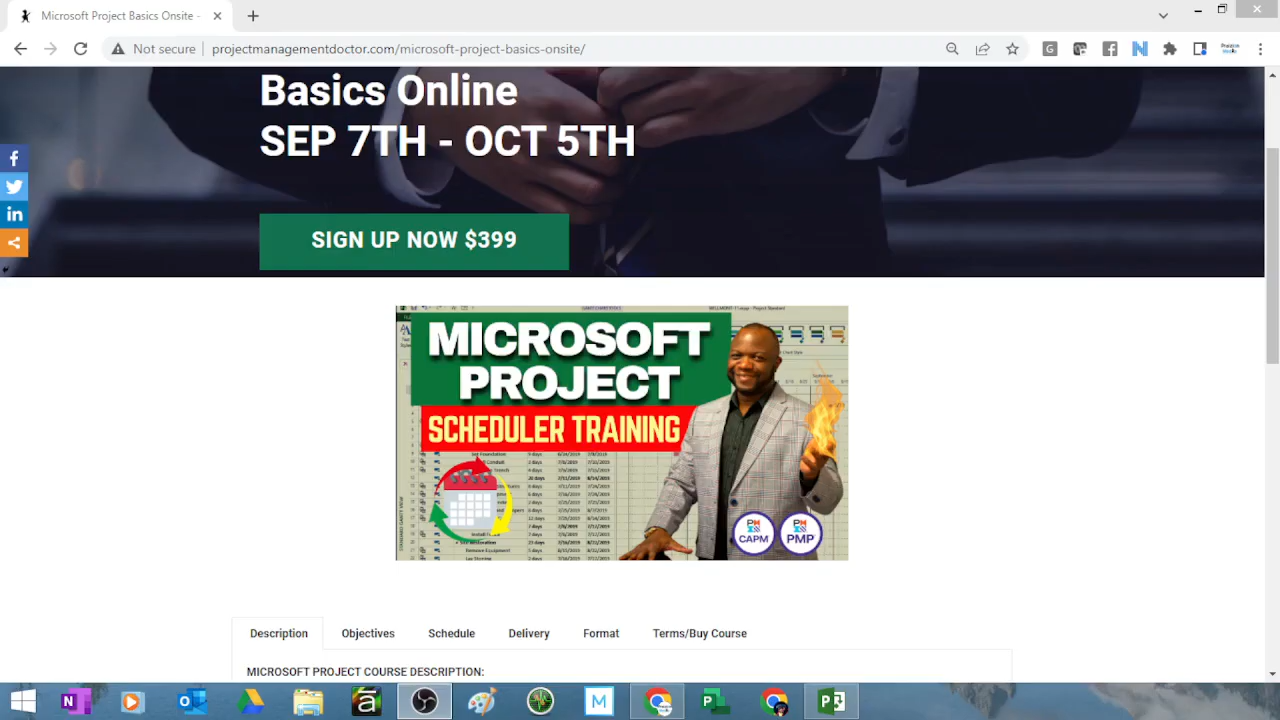 Microsoft Project Basics Onsite -
Not secure
projectmanagementdoctor.com/microsoft-project-basics-onsite/
Basics Online
SEP 7TH - OCT 5TH
SIGN UP NOW $399
MICROSOFT
PROJECT
SCHEDULER TRAINING
CAPM
PMP
Description
Objectives
Schedule
Delivery
Format
Terms/Buy Course
MICROSOFT PROJECT COURSE DESCRIPTION: